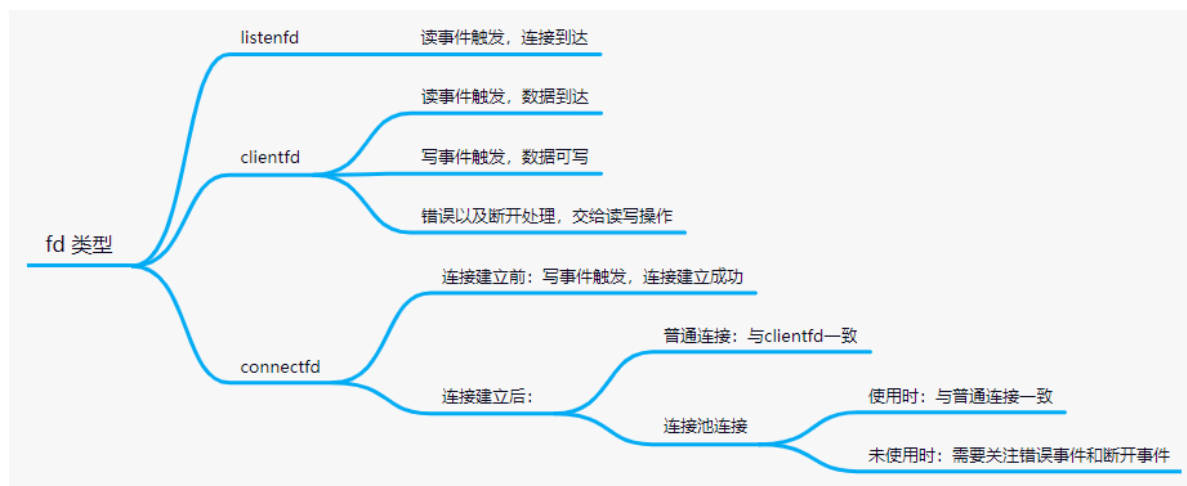 fd 类型
listenfd
读事件触发，连接到达
clientfd
读事件触发，数据到达
写事件触发，数据可写
错误以及断开处理，交给读写操作
connectfd
连接建立前：写事件触发，连接建立成功
连接建立后：
普通连接：与clientfd一致
连接池连接
使用时：与普通连接一致
未使用时：需要关注错误事件和断开事件